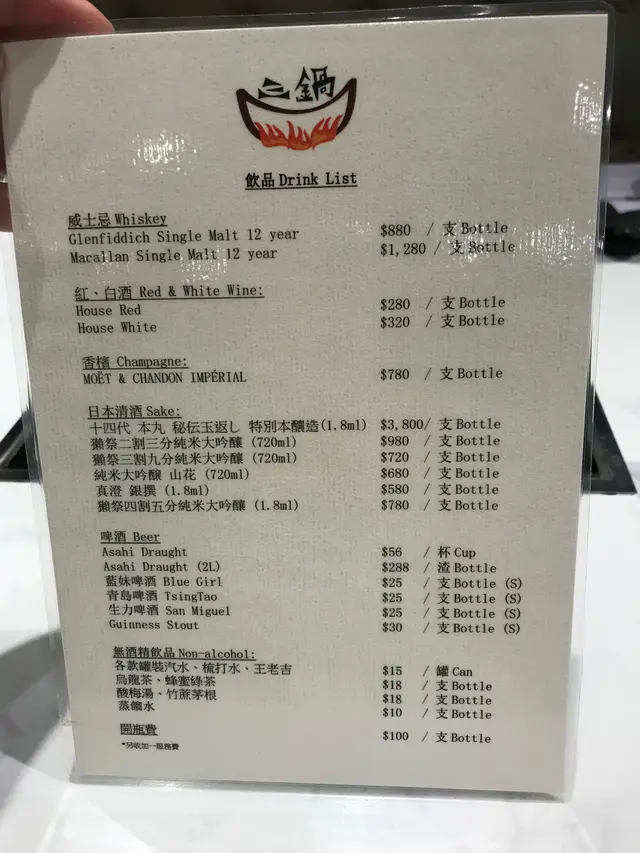 三鍋
飲品 Drink List
威士忌 Whiskey
Glenfiddich Single Malt 12 year $880 / 支 Bottle
Macallan Single Malt 12 year $1,280 / 支 Bottle
紅、白酒 Red & White Wine:
House Red $280 / 支 Bottle
House White $320 / 支 Bottle
香檳 Champagne:
MOËT & CHANDON IMPÉRIAL $780 / 支 Bottle
日本清酒 Sake:
十四代 本丸 秘伝玉返し 特別本釀造(1.8ml) $3,800/ 支 Bottle
獺祭二割三分純米大吟釀 (720ml) $980 / 支 Bottle
獺祭三割九分純米大吟釀 (720ml) $720 / 支 Bottle
純米大吟釀 山花 (720ml) $680 / 支 Bottle
真澄 銀撰 (1.8ml) $580 / 支 Bottle
獺祭四割五分純米大吟釀 (1.8ml) $780 / 支 Bottle
啤酒 Beer
Asahi Draught $56 / 杯 Cup
Asahi Draught (2L) $288 / 渣 Bottle
藍妹啤酒 Blue Girl $25 / 支 Bottle (S)
青島啤酒 TsingTao $25 / 支 Bottle (S)
生力啤酒 San Miguel $25 / 支 Bottle (S)
Guinness Stout $30 / 支 Bottle (S)
無酒精飲品 Non-alcohol:
各款罐裝汽水、梳打水、王老吉 $15 / 罐 Can
烏龍茶、蜂蜜綠茶 $18 / 支 Bottle
酸梅湯、竹蔗茅根 $18 / 支 Bottle
蒸餾水 $10 / 支 Bottle
開瓶費 $100 / 支 Bottle
*另收加一服務費